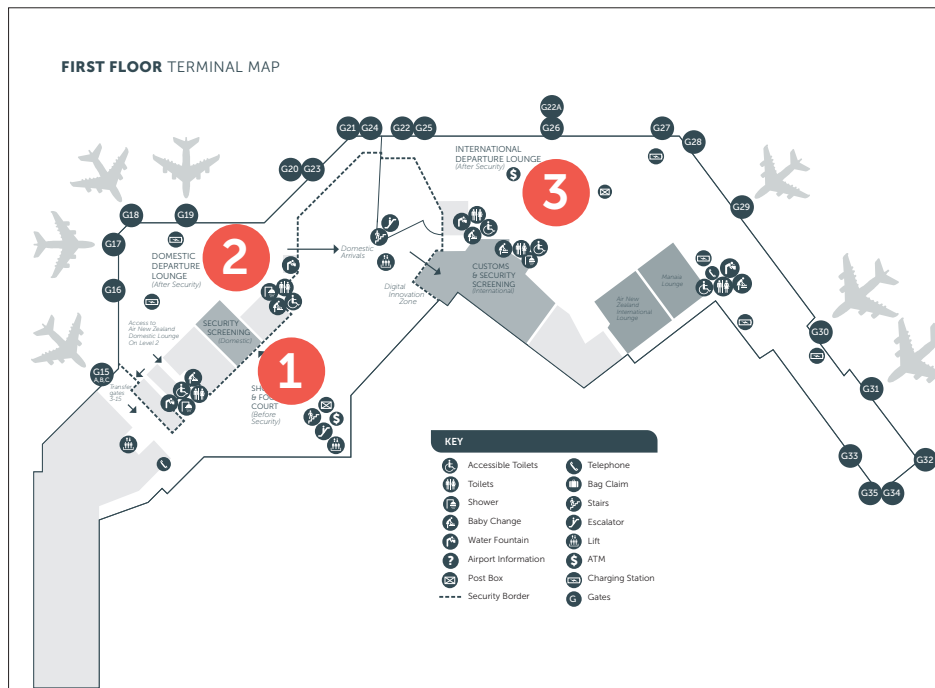 FIRST FLOOR TERMINAL MAP
G22A
G21
G24
G22
G25
G26
G27
G28
INTERNATIONAL
DEPARTURE LOUNGE
(After Security)
$
3
G20
G23
G18
G19
G29
G17
2
DOMESTIC
DEPARTURE
LOUNGE
(After Security)
Domestic
Arrivals
CUSTOMS
& SECURITY
SCREENING
(International)
Manaia
Lounge
G16
Digital
Innovation
Zone
Air New
Zealand
International
Lounge
Access to
Air New Zealand
Domestic Lounge
On Level 2
SECURITY
SCREENING
(Domestic)
G30
1
G15
A,B,C
Transfer
gates
3-15
& FOO
COURT
(Before
Security)
$
G31
G33
G32
G35
G34
KEY
Accessible Toilets
Toilets
Shower
Baby Change
Water Fountain
? Airport Information
Post Box
Security Border
Telephone
Bag Claim
Stairs
Escalator
Lift
$ ATM
Charging Station
G Gates